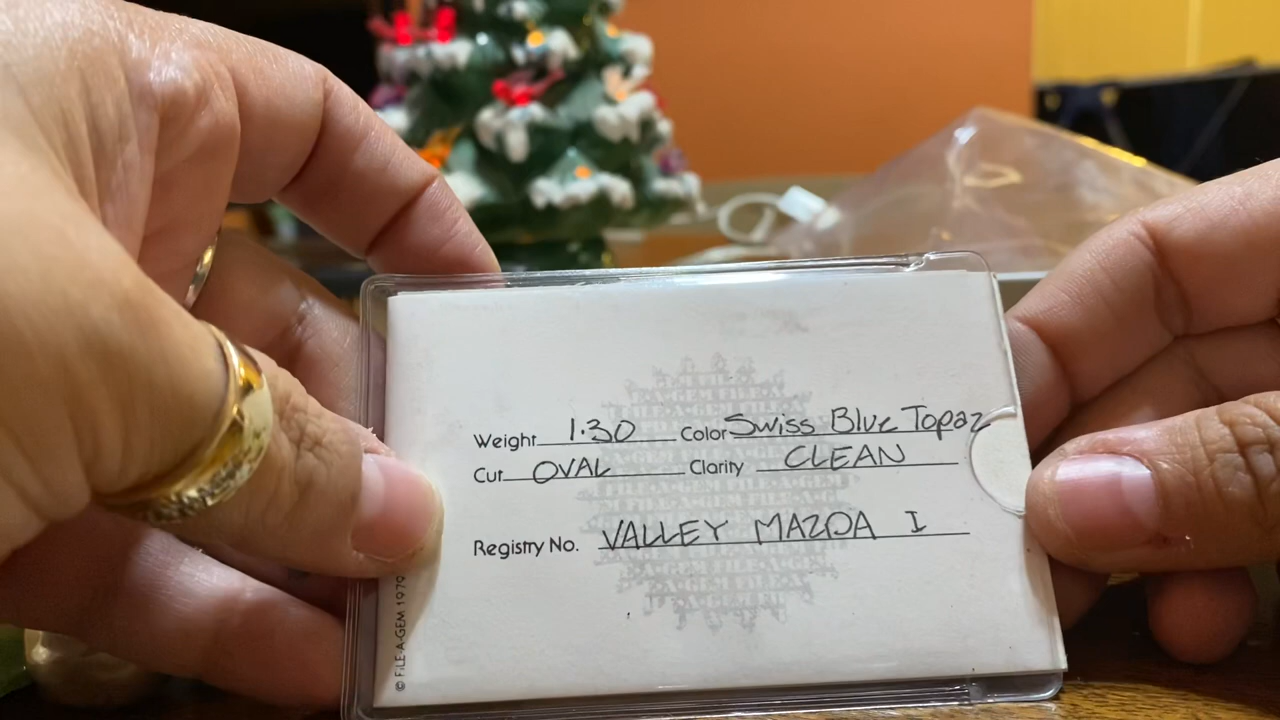 Weight 1.30 Color Swiss Blue Topaz
Cut OVAL Clarity CLEAN
Registry No. VALLEY MAZDA I
© FILE-A-GEM 1979